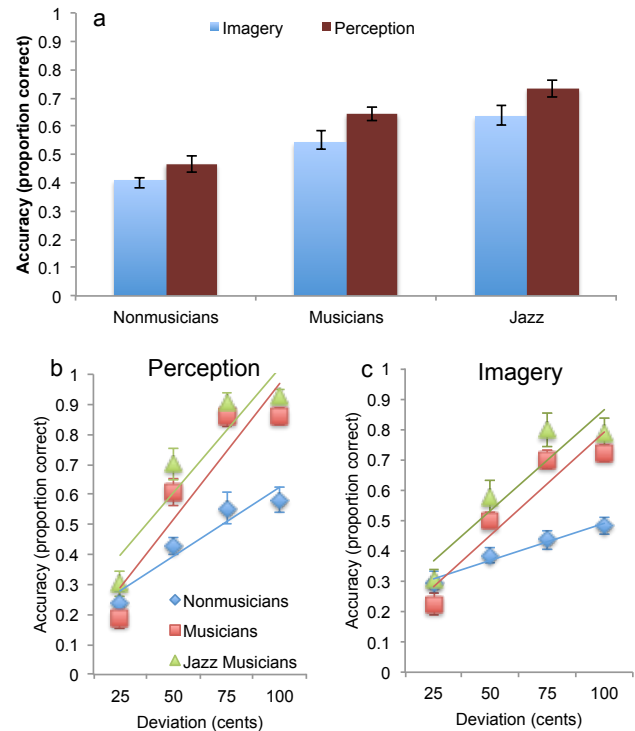 a
Imagery Perception
Accuracy (proportion correct)
1
0.9
0.8
0.7
0.6
0.5
0.4
0.3
0.2
0.1
0
Nonmusicians Musicians Jazz
b Perception
Accuracy (proportion correct)
1
0.9
0.8
0.7
0.6
0.5
0.4
0.3
0.2
0.1
0
Nonmusicians
Musicians
Jazz Musicians
25 50 75 100
Deviation (cents)
c Imagery
Accuracy (proportion correct)
1
0.9
0.8
0.7
0.6
0.5
0.4
0.3
0.2
0.1
0
25 50 75 100
Deviation (cents)